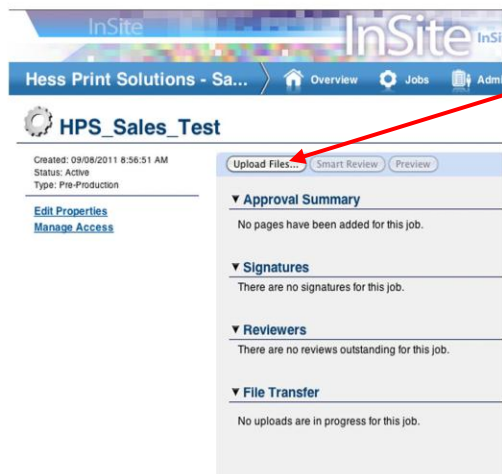 InSite
InSite
InSi
Hess Print Solutions - Sa...
Overview
Jobs
Admi
HPS_Sales_Test
Created: 09/08/2011 8:56:51 AM
Status: Active
Type: Pre-Production
Edit Properties
Manage Access
Upload Files...
Smart Review
Preview
▼ Approval Summary
No pages have been added for this job.
▼ Signatures
There are no signatures for this job.
▼ Reviewers
There are no reviews outstanding for this job.
▼ File Transfer
No uploads are in progress for this job.